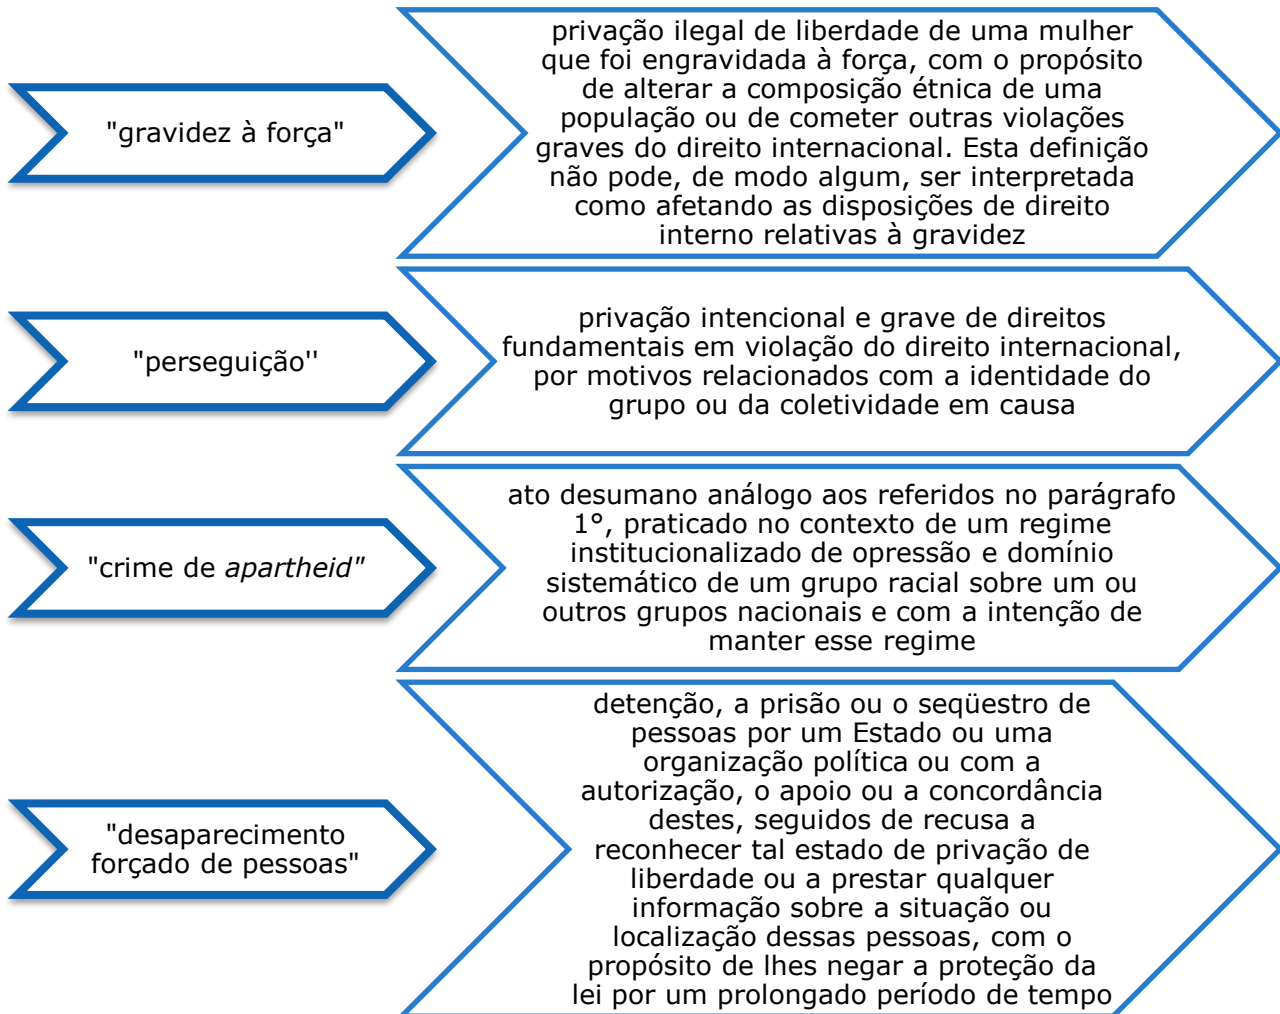 "gravidez à força"
privação ilegal de liberdade de uma mulher
que foi engravidada à força, com o propósito
de alterar a composição étnica de uma
população ou de cometer outras violações
graves do direito internacional. Esta definição
não pode, de modo algum, ser interpretada
como afetando as disposições de direito
interno relativas à gravidez
"perseguição''
privação intencional e grave de direitos
fundamentais em violação do direito internacional,
por motivos relacionados com a identidade do
grupo ou da coletividade em causa
"crime de apartheid"
ato desumano análogo aos referidos no parágrafo
1°, praticado no contexto de um regime
institucionalizado de opressão e domínio
sistemático de um grupo racial sobre um ou
outros grupos nacionais e com a intenção de
manter esse regime
"desaparecimento
forçado de pessoas"
detenção, a prisão ou o seqüestro de
pessoas por um Estado ou uma
organização política ou com a
autorização, o apoio ou a concordância
destes, seguidos de recusa a
reconhecer tal estado de privação de
liberdade ou a prestar qualquer
informação sobre a situação ou
localização dessas pessoas, com o
propósito de lhes negar a proteção da
lei por um prolongado período de tempo